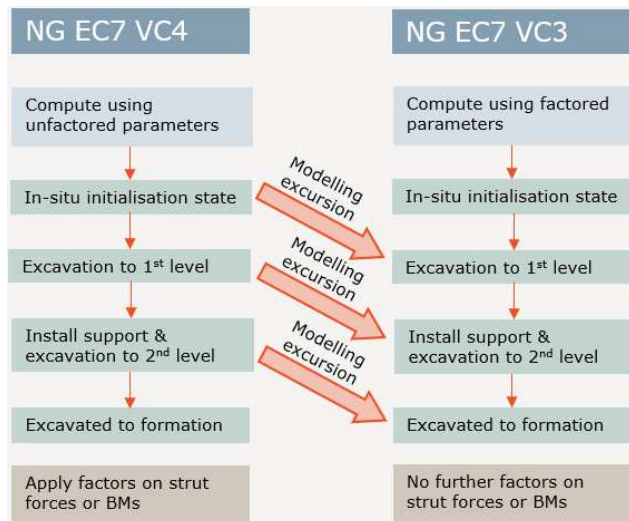 NG EC7 VC4
Compute using
unfactored parameters
In-situ initialisation state
Excavation to 1st level
Install support &
excavation to 2nd level
Excavated to formation
Apply factors on strut
forces or BMs
Modelling
excursion
Modelling
excursion
Modelling
excursion
NG EC7 VC3
Compute using factored
parameters
In-situ initialisation state
Excavation to 1st level
Install support &
excavation to 2nd level
Excavated to formation
No further factors on
strut forces or BMs